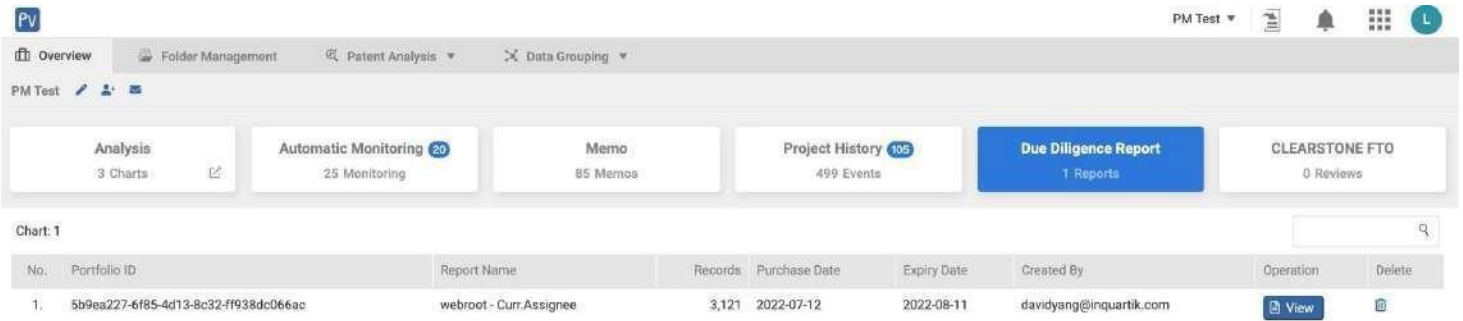 PV PM Test
L
Overview Folder Management Patent Analysis Data Grouping
PM Test
Analysis Automatic Monitoring 20 Memo Project History 105 Due Diligence Report CLEARSTONE FTO
3 Charts 25 Monitoring 85 Memos 499 Events 1 Reports 0 Reviews
Chart: 1
No. Portfolio ID Report Name Records Purchase Date Expiry Date Created By Operation Delete
1. 5b9ea227-6f85-4d13-8c32-ff938dc066ac webroot - Curr.Assignee 3,121 2022-07-12 2022-08-11 davidyang@inquartik.com View